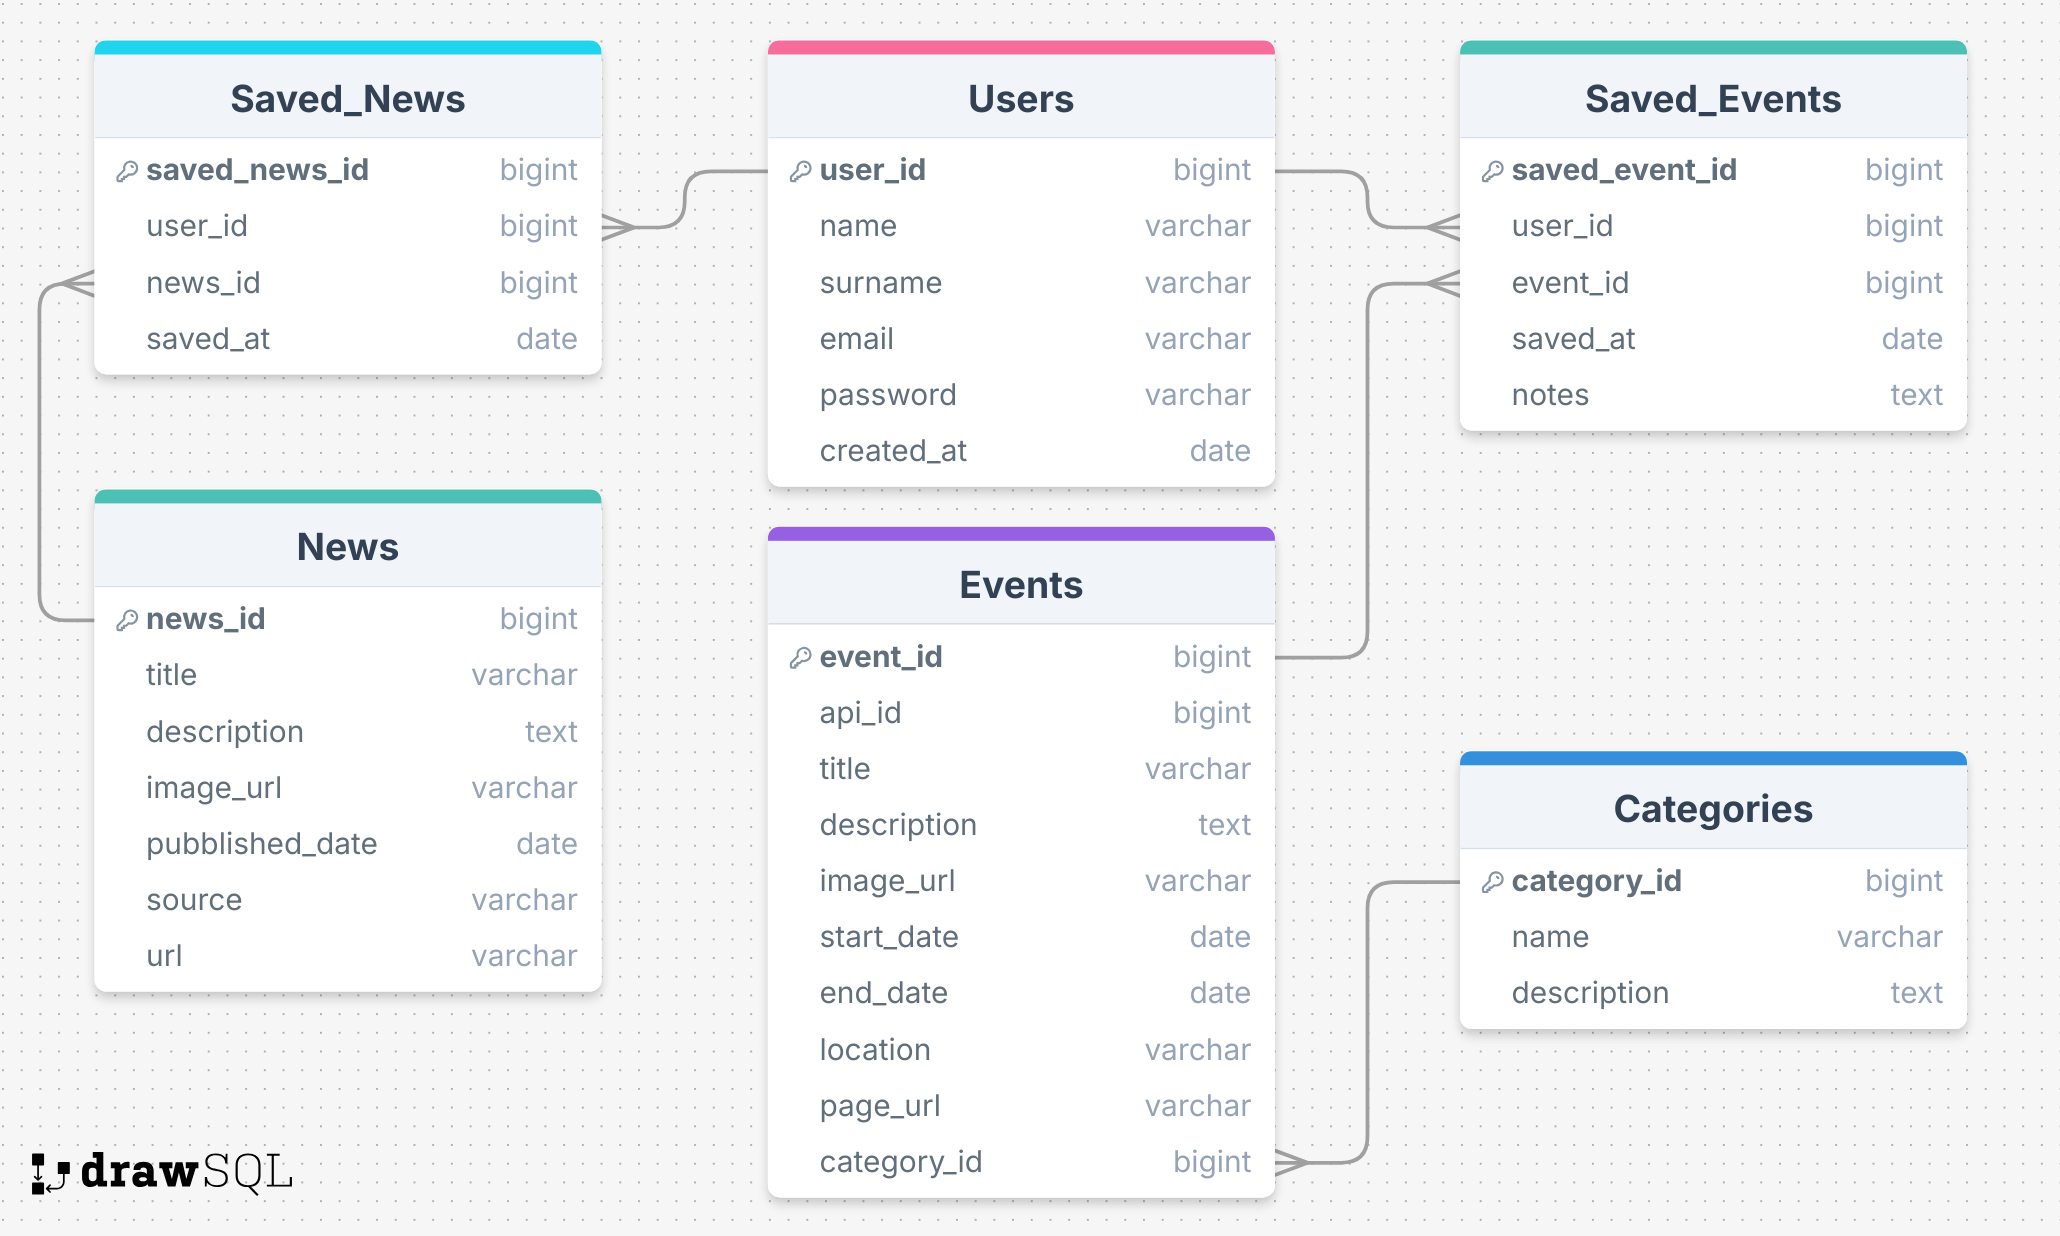 Saved_News
saved_news_id bigint
user_id bigint
news_id bigint
saved_at date
Users
user_id bigint
name varchar
surname varchar
email varchar
password varchar
created_at date
Saved_Events
saved_event_id bigint
user_id bigint
event_id bigint
saved_at date
notes text
News
news_id bigint
title varchar
description text
image_url varchar
pubblished_date date
source varchar
url varchar
Events
event_id bigint
api_id bigint
title varchar
description text
image_url varchar
start_date date
end_date date
location varchar
page_url varchar
category_id bigint
Categories
category_id bigint
name varchar
description text
drawSQL